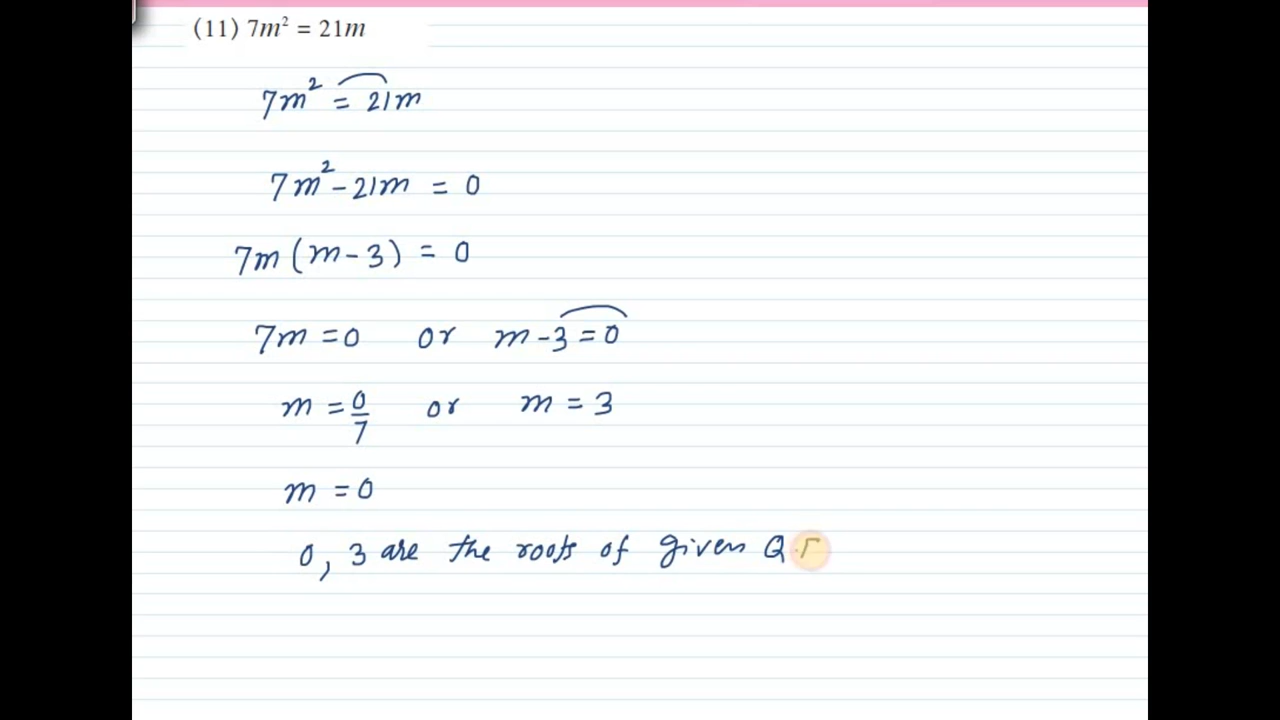 (11) 7m² = 21m
7m² = 21m
7m² - 21m = 0
7m (m - 3) = 0
7m = 0 or m - 3 = 0
m = 0/7 or m = 3
m = 0
0, 3 are the roots of given Q.